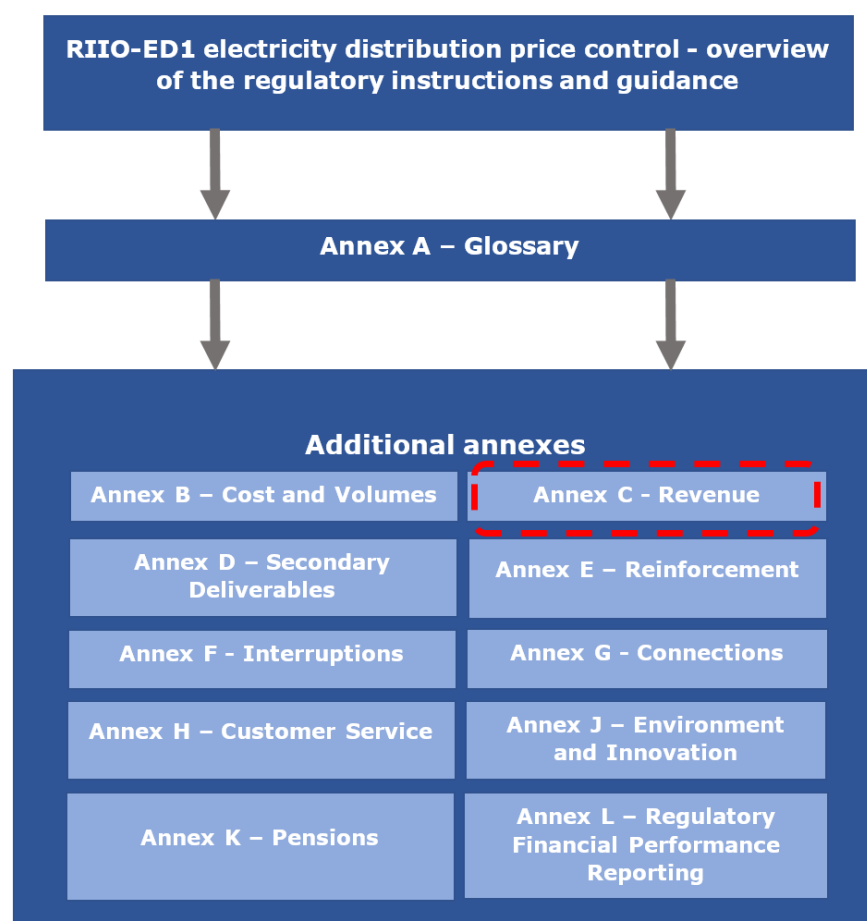 RIIO-ED1 electricity distribution price control - overview
of the regulatory instructions and guidance
Annex A – Glossary
Additional annexes
Annex B – Cost and Volumes
Annex C - Revenue
Annex D – Secondary
Deliverables
Annex E – Reinforcement
Annex F - Interruptions
Annex G - Connections
Annex H – Customer Service
Annex J – Environment
and Innovation
Annex K – Pensions
Annex L – Regulatory
Financial Performance
Reporting